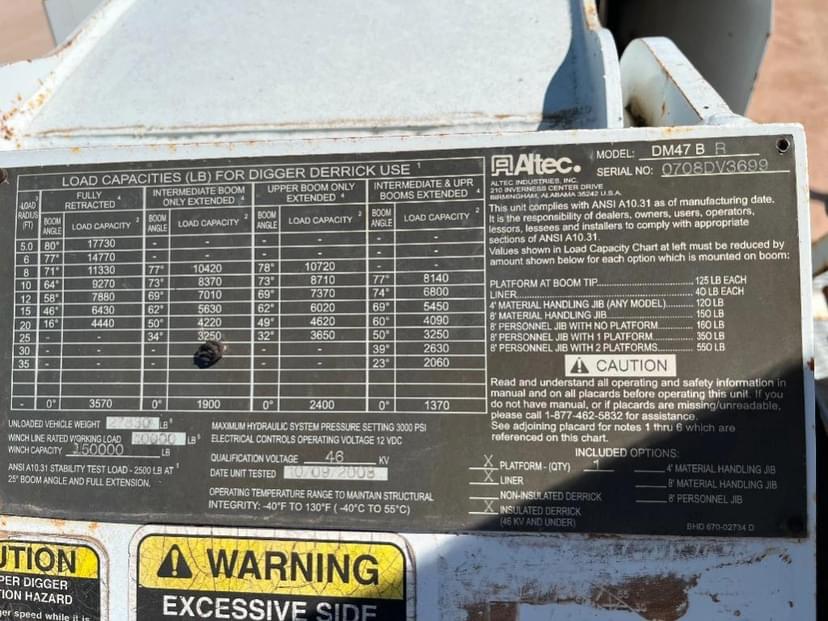 LOAD CAPACITIES (LB) FOR DIGGER DERRICK USE 1
LOAD RADIUS (FT) 3 FULLY RETRACTED 4 INTERMEDIATE BOOM ONLY EXTENDED 4 UPPER BOOM ONLY EXTENDED 4 INTERMEDIATE & UPR BOOMS EXTENDED 4
BOOM ANGLE LOAD CAPACITY 2 BOOM ANGLE LOAD CAPACITY 2 BOOM ANGLE LOAD CAPACITY 2 BOOM ANGLE LOAD CAPACITY 2
5.0 80° 17730 - - - - - -
6 77° 14770 - - - - - -
8 71° 11330 77° 10420 78° 10720 - -
10 64° 9270 73° 8370 73° 8710 77° 8140
12 58° 7880 69° 7010 69° 7370 74° 6800
15 46° 6430 62° 5630 62° 6020 69° 5450
20 16° 4440 50° 4220 49° 4620 60° 4090
25 - - 34° 3250 32° 3650 50° 3250
30 - - - - - 39° 2630
35 - - - - - 23° 2060
- 0° 3570 0° 1900 0° 2400 0° 1370
UNLOADED VEHICLE WEIGHT LB 5
WINCH LINE RATED WORKING LOAD LB 5
WINCH CAPACITY LB
ANSI A10.31 STABILITY TEST LOAD - 2500 LB AT
25° BOOM ANGLE AND FULL EXTENSION.
MAXIMUM HYDRAULIC SYSTEM PRESSURE SETTING 3000 PSI
ELECTRICAL CONTROLS OPERATING VOLTAGE 12 VDC
QUALIFICATION VOLTAGE 46 KV
DATE UNIT TESTED 10/09/2008
OPERATING TEMPERATURE RANGE TO MAINTAIN STRUCTURAL
INTEGRITY: -40°F TO 130°F ( -40°C TO 55°C)
Altec.
ALTEC INDUSTRIES, INC.
210 INVERNESS CENTER DRIVE
BIRMINGHAM, ALABAMA 35242 U.S.A.
MODEL: DM47 B R
SERIAL NO: 0708DV3699
This unit complies with ANSI A10.31 as of manufacturing date.
It is the responsibility of dealers, owners, users, operators,
lessors, lessees and installers to comply with appropriate
sections of ANSI A10.31.
Values shown in Load Capacity Chart at left must be reduced by
amount shown below for each option which is mounted on boom:
PLATFORM AT BOOM TIP 125 LB EACH
LINER 40 LB EACH
4' MATERIAL HANDLING JIB (ANY MODEL) 120 LB
8' MATERIAL HANDLING JIB 150 LB
8' PERSONNEL JIB WITH NO PLATFORM 160 LB
8' PERSONNEL JIB WITH 1 PLATFORM 350 LB
8' PERSONNEL JIB WITH 2 PLATFORMS 550 LB
CAUTION
Read and understand all operating and safety information in
manual and on all placards before operating this unit. If you
do not have manual, or if placards are missing/unreadable,
please call 1-877-462-5832 for assistance.
See adjoining placard for notes 1 thru 6 which are
referenced on this chart.
INCLUDED OPTIONS:
X PLATFORM - (QTY) 1
X LINER
NON-INSULATED DERRICK
X INSULATED DERRICK
(46 KV AND UNDER)
4' MATERIAL HANDLING JIB
8' MATERIAL HANDLING JIB
8' PERSONNEL JIB
BHD 670-02734 D
UTION
PER DIGGER
TION HAZARD
ger speed while it is
WARNING
EXCESSIVE SIDE